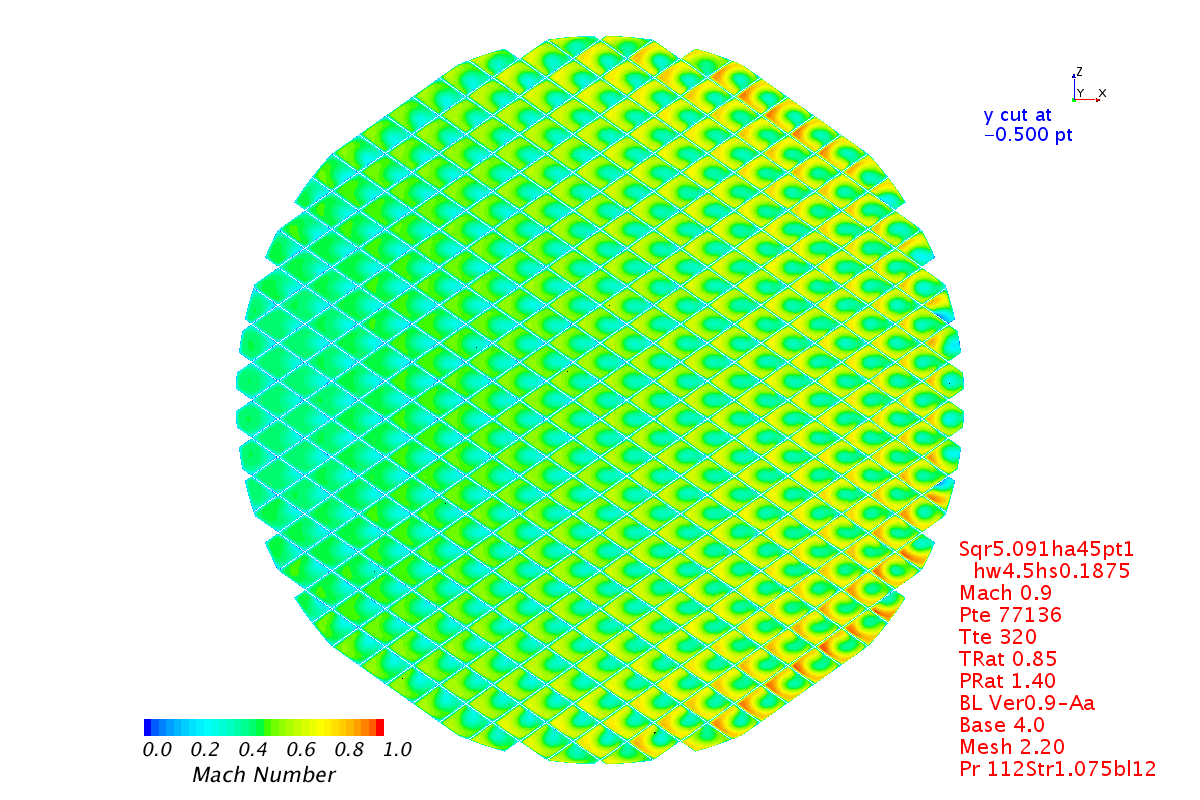 Z
Y X
y cut at
−0.500 pt
Sqr5.091ha45pt1
hw4.5hs0.1875
Mach 0.9
Pte 77136
Tte 320
TRat 0.85
PRat 1.40
BL Ver0.9−Aa
Base 4.0
Mesh 2.20
Pr 112Str1.075bl12
0.0 0.2 0.4 0.6 0.8 1.0
Mach Number